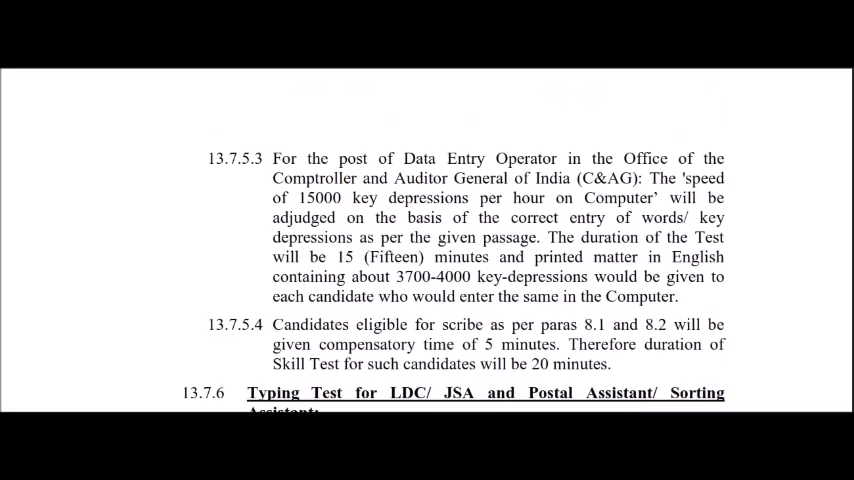 13.7.5.3 For the post of Data Entry Operator in the Office of the
Comptroller and Auditor General of India (C&AG): The 'speed
of 15000 key depressions per hour on Computer’ will be
adjudged on the basis of the correct entry of words/ key
depressions as per the given passage. The duration of the Test
will be 15 (Fifteen) minutes and printed matter in English
containing about 3700-4000 key-depressions would be given to
each candidate who would enter the same in the Computer.
13.7.5.4 Candidates eligible for scribe as per paras 8.1 and 8.2 will be
given compensatory time of 5 minutes. Therefore duration of
Skill Test for such candidates will be 20 minutes.
13.7.6 Typing Test for LDC/ JSA and Postal Assistant/ Sorting
Assistant: